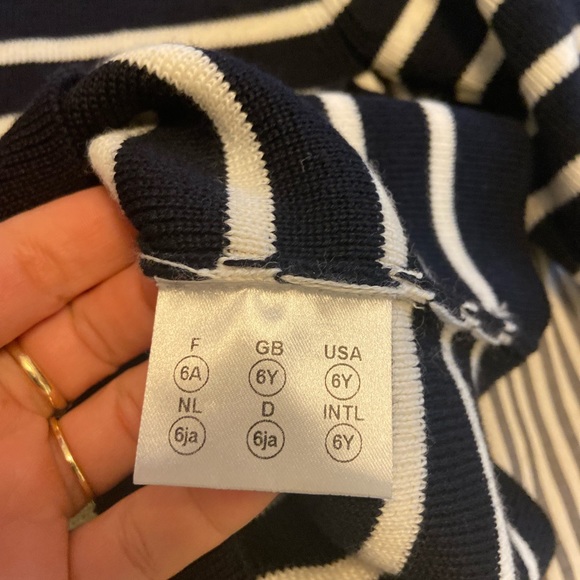 F GB USA
6A 6Y 6Y
NL D INTL
6ja 6ja 6Y